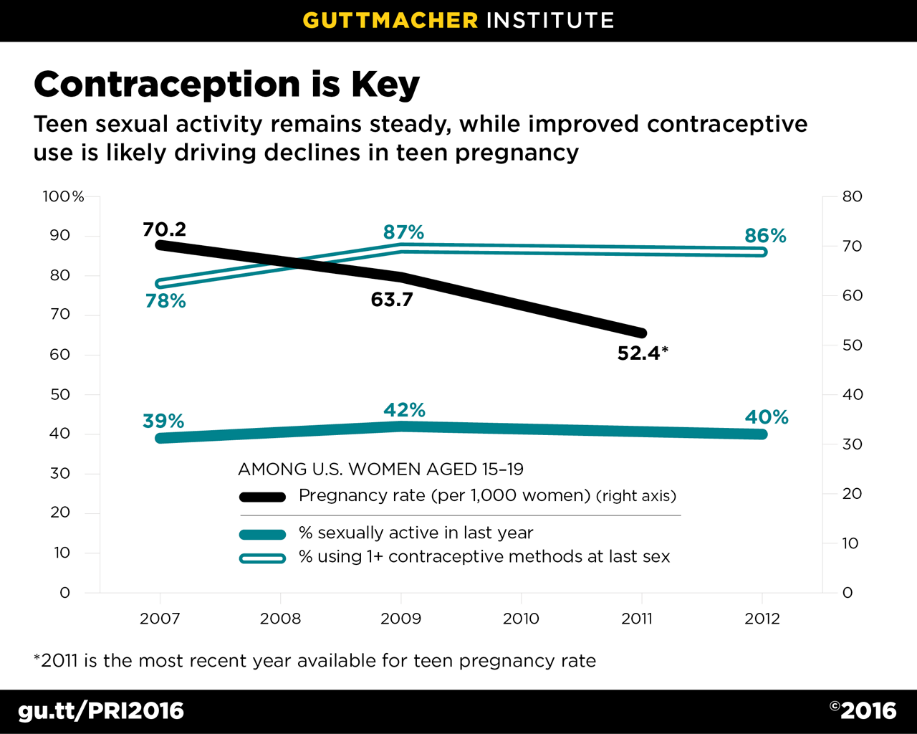 GUTTMACHER INSTITUTE
Contraception is Key
Teen sexual activity remains steady, while improved contraceptive
use is likely driving declines in teen pregnancy
100%
90
80
70
60
50
40
30
20
10
0
80
70
60
50
40
30
20
10
0
70.2
87%
86%
78%
63.7
52.4*
39%
42%
40%
AMONG U.S. WOMEN AGED 15–19
Pregnancy rate (per 1,000 women) (right axis)
% sexually active in last year
% using 1+ contraceptive methods at last sex
2007 2008 2009 2010 2011 2012
*2011 is the most recent year available for teen pregnancy rate
gu.tt/PRI2016 ©2016